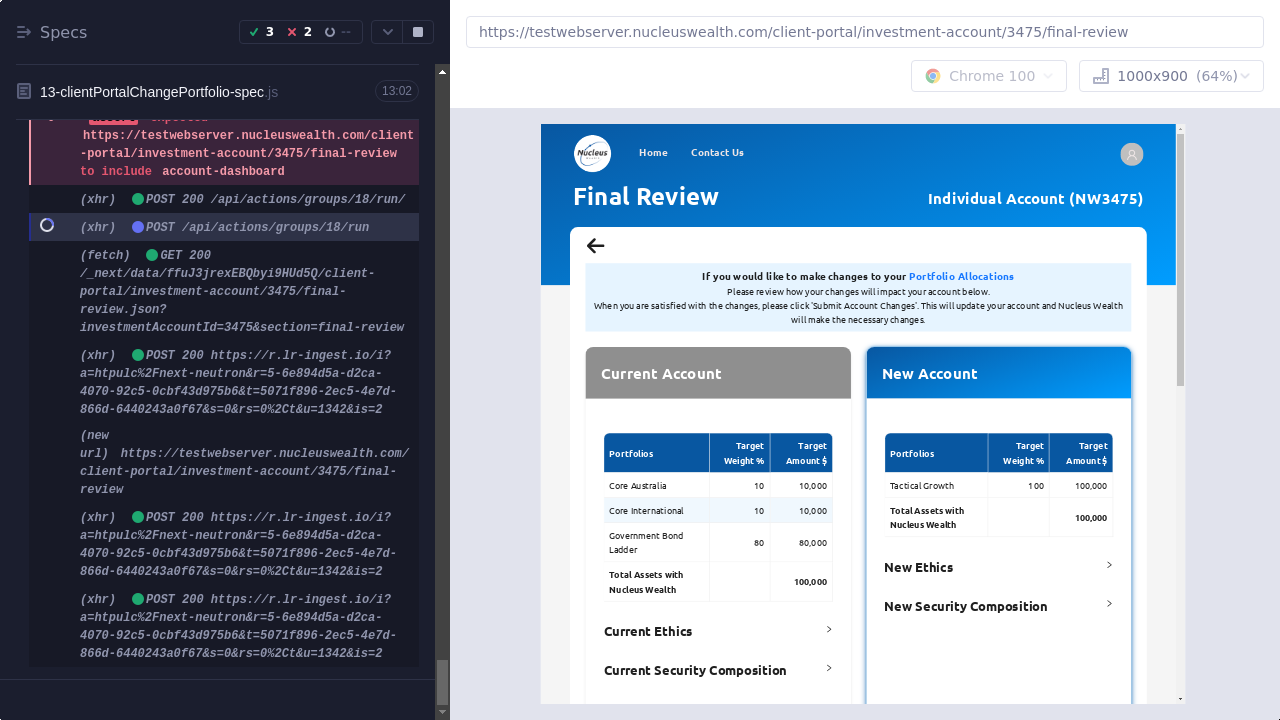 Specs
3
2
--
13-clientPortalChangePortfolio-spec.js
13:02
https://testwebserver.nucleuswealth.com/client
-portal/investment-account/3475/final-review
to include account-dashboard
(xhr) POST 200 /api/actions/groups/18/run/
(xhr) POST /api/actions/groups/18/run
(fetch) GET 200
/_next/data/ffuJ3jrexEBQbyi9HUd5Q/client-
portal/investment-account/3475/final-
review.json?
investmentAccountId=3475&section=final-review
(xhr) POST 200 https://r.lr-ingest.io/i?
a=htpulc%2Fnext-neutron&r=5-6e894d5a-d2ca-
4070-92c5-0cbf43d975b6&t=5071f896-2ec5-4e7d-
866d-6440243a0f67&s=0&rs=0%2Ct&u=1342&is=2
(new
url) https://testwebserver.nucleuswealth.com/
client-portal/investment-account/3475/final-
review
(xhr) POST 200 https://r.lr-ingest.io/i?
a=htpulc%2Fnext-neutron&r=5-6e894d5a-d2ca-
4070-92c5-0cbf43d975b6&t=5071f896-2ec5-4e7d-
866d-6440243a0f67&s=0&rs=0%2Ct&u=1342&is=2
(xhr) POST 200 https://r.lr-ingest.io/i?
a=htpulc%2Fnext-neutron&r=5-6e894d5a-d2ca-
4070-92c5-0cbf43d975b6&t=5071f896-2ec5-4e7d-
866d-6440243a0f67&s=0&rs=0%2Ct&u=1342&is=2
https://testwebserver.nucleuswealth.com/client-portal/investment-account/3475/final-review
Chrome 100
1000x900 (64%)
Nucleus
Home
Contact Us
Final Review
Individual Account (NW3475)
If you would like to make changes to your Portfolio Allocations
Please review how your changes will impact your account below.
When you are satisfied with the changes, please click 'Submit Account Changes'. This will update your account and Nucleus Wealth
will make the necessary changes.
Current Account
Portfolios
Target Weight %
Target Amount $
Core Australia 10 10,000
Core International 10 10,000
Government Bond Ladder 80 80,000
Total Assets with Nucleus Wealth 100,000
Current Ethics
Current Security Composition
New Account
Portfolios
Target Weight %
Target Amount $
Tactical Growth 100 100,000
Total Assets with Nucleus Wealth 100,000
New Ethics
New Security Composition